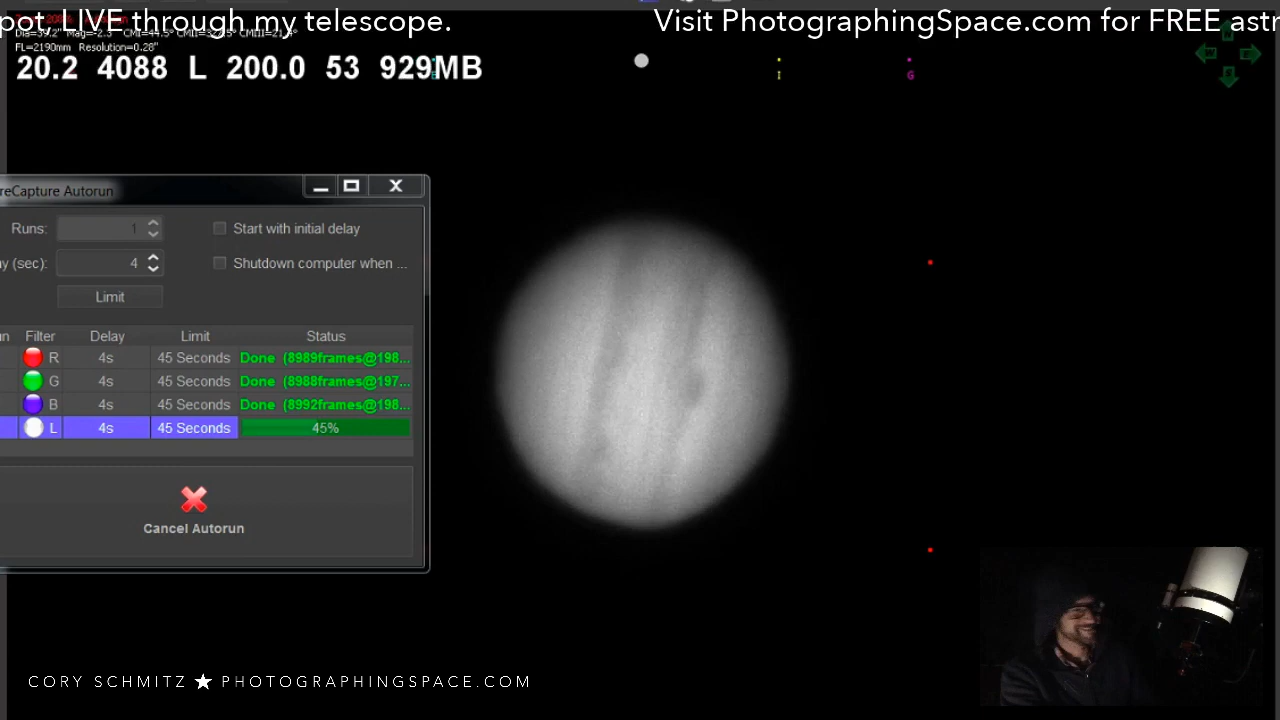 pot. LIVE through my telescope. Visit PhotographingSpace.com for FREE astr
FL=2190mm Resolution=0.28"
20.2 4088 L 200.0 53 929MB
I G
reCapture Autorun
Runs: 1 Start with initial delay
y (sec): 4 Shutdown computer when ...
Limit
n Filter Delay Limit Status
R 4s 45 Seconds Done (8989frames@198...
G 4s 45 Seconds Done (8988frames@197...
B 4s 45 Seconds Done (8992frames@198...
L 4s 45 Seconds 45%
Cancel Autorun
CORY SCHMITZ ★ PHOTOGRAPHINGSPACE.COM